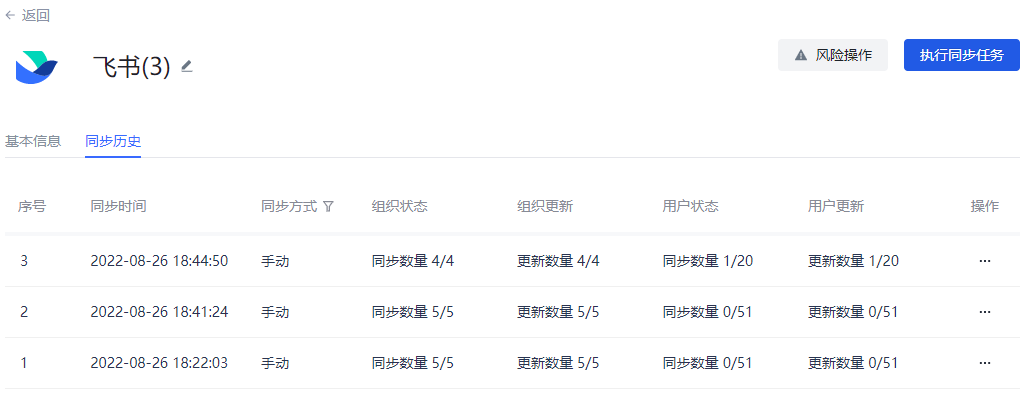 ← 返回
飞书(3)
风险操作 执行同步任务
基本信息 同步历史
序号 同步时间 同步方式 组织状态 组织更新 用户状态 用户更新 操作
3 2022-08-26 18:44:50 手动 同步数量 4/4 更新数量 4/4 同步数量 1/20 更新数量 1/20 ···
2 2022-08-26 18:41:24 手动 同步数量 5/5 更新数量 5/5 同步数量 0/51 更新数量 0/51 ···
1 2022-08-26 18:22:03 手动 同步数量 5/5 更新数量 5/5 同步数量 0/51 更新数量 0/51 ···